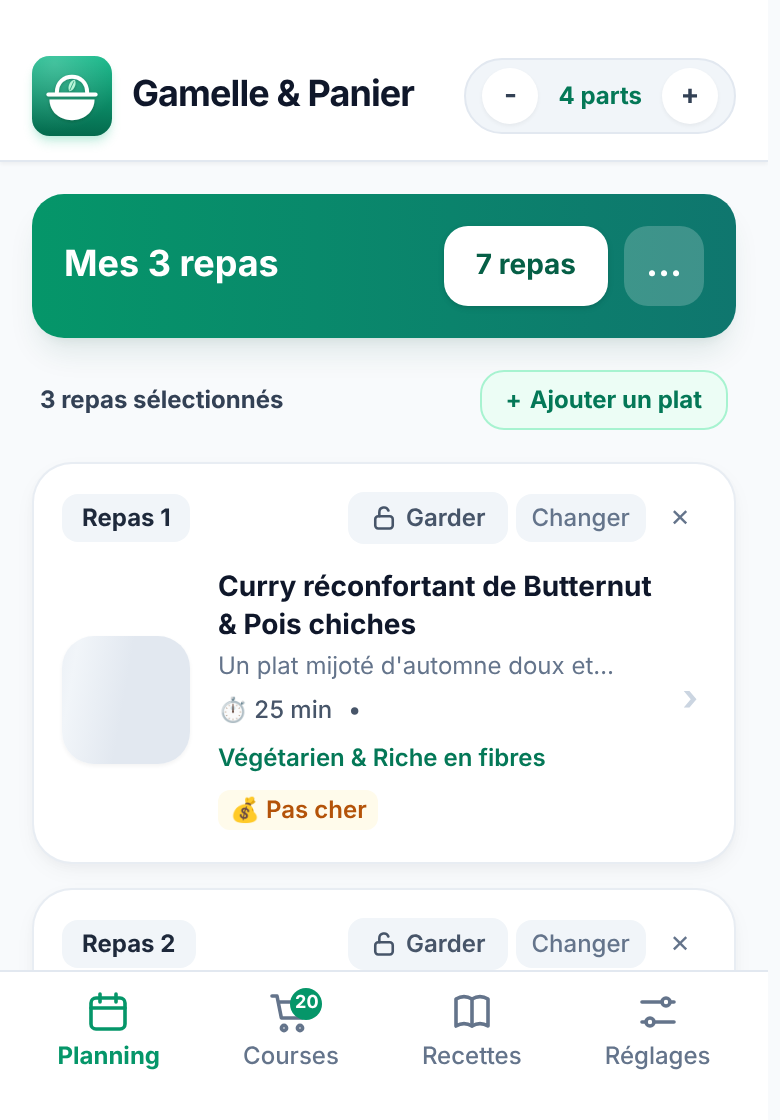 Gamelle & Panier
- 4 parts +
Mes 3 repas
7 repas
...
3 repas sélectionnés
+ Ajouter un plat
Repas 1
Garder
Changer
×
Curry réconfortant de Butternut
& Pois chiches
Un plat mijoté d'automne doux et...
⏱️ 25 min •
Végétarien & Riche en fibres
💰 Pas cher
Repas 2
Garder
Changer
×
20
Planning
Courses
Recettes
Réglages